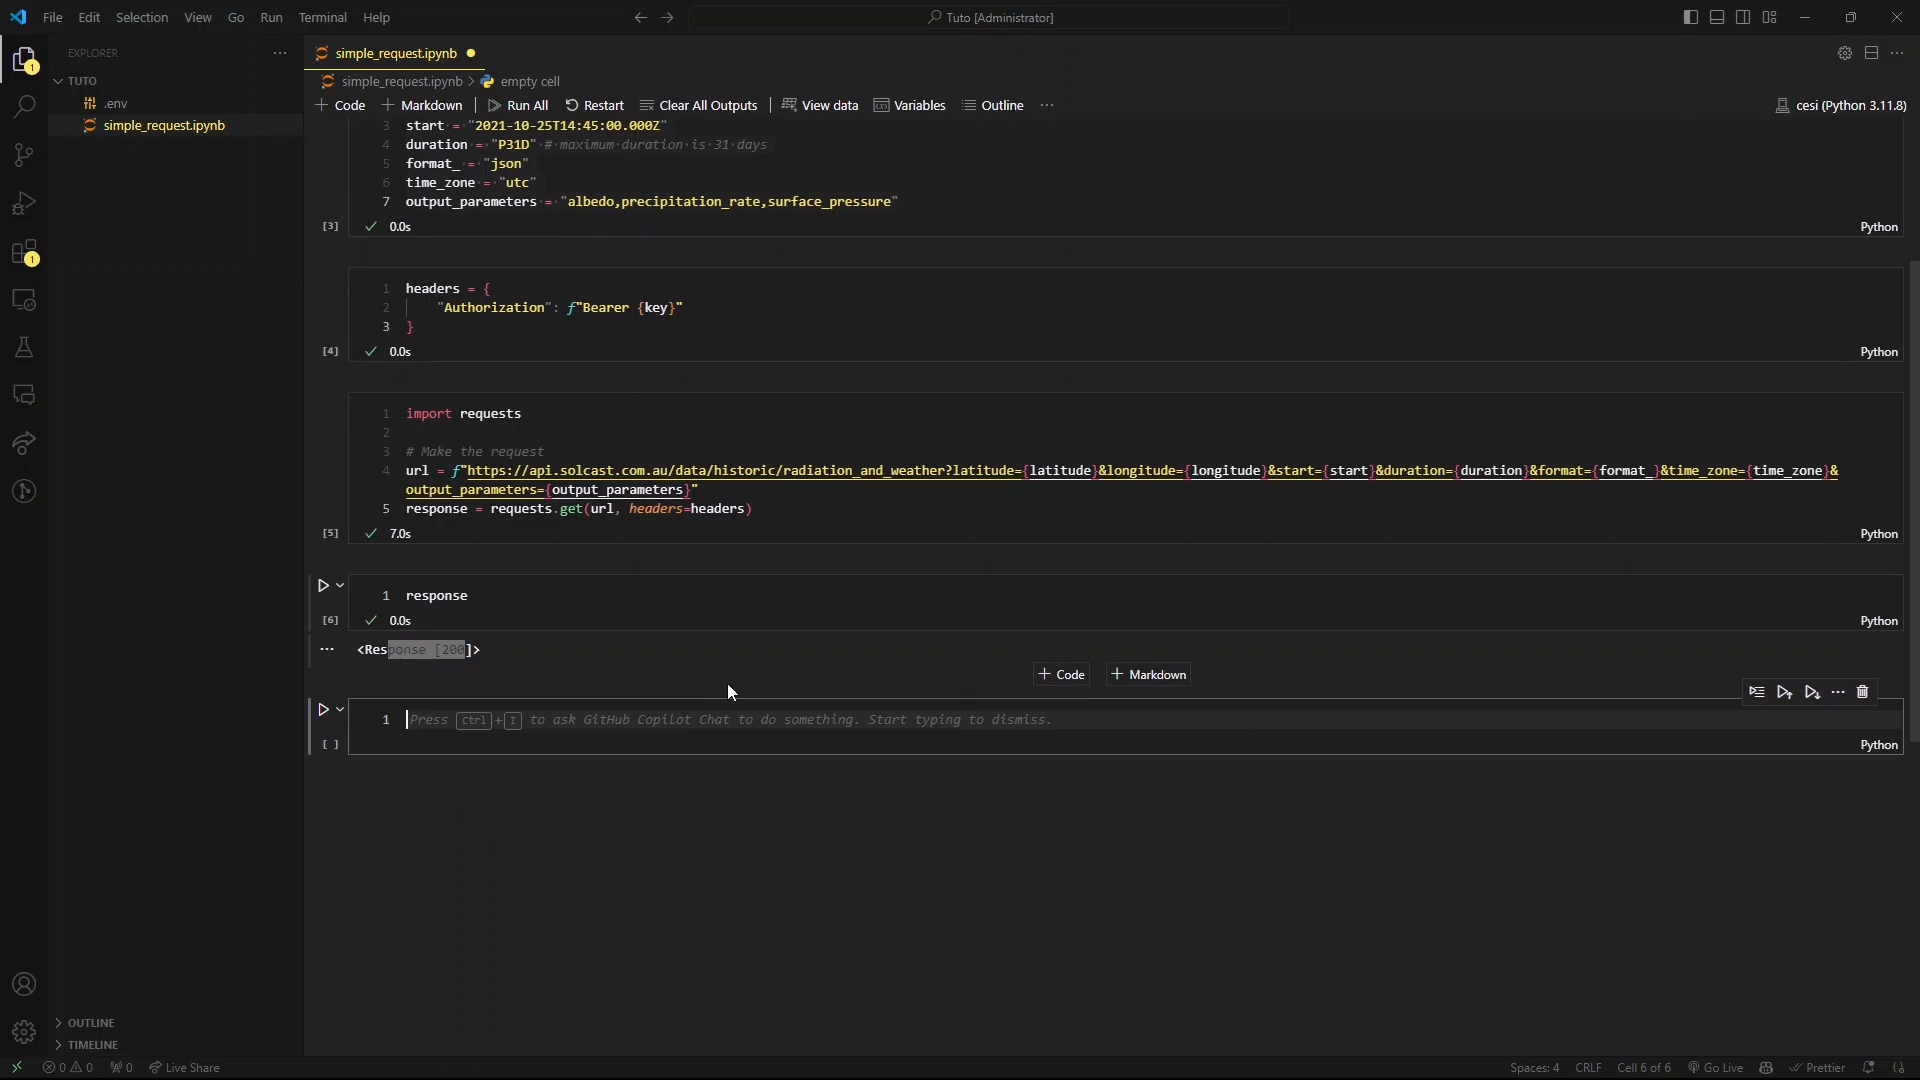 File Edit Selection View Go Run Terminal Help
Tuto [Administrator]
EXPLORER
TUTO
.env
simple_request.ipynb
1
1
OUTLINE
TIMELINE
simple_request.ipynb
simple_request.ipynb > empty cell
Code Markdown Run All Restart Clear All Outputs View data Variables Outline
cesi (Python 3.11.8)
3 start = "2021-10-25T14:45:00.000Z"
4 duration = "P31D" # maximum duration is 31 days
5 format_ = "json"
6 time_zone = "utc"
7 output_parameters = "albedo,precipitation_rate,surface_pressure"
[3] 0.0s Python
1 headers = {
2 "Authorization": f"Bearer {key}"
3 }
[4] 0.0s Python
1 import requests
2
3 # Make the request
4 url = f"https://api.solcast.com.au/data/historic/radiation_and_weather?latitude={latitude}&longitude={longitude}&start={start}&duration={duration}&format={format_}&time_zone={time_zone}&
output_parameters={output_parameters}"
5 response = requests.get(url, headers=headers)
[5] 7.0s Python
1 response
[6] 0.0s Python
<Response [200]>
+ Code + Markdown
1 Press ctrl + I to ask GitHub Copilot Chat to do something. Start typing to dismiss.
[ ] Python
0 0 0 Live Share
Spaces: 4 CRLF Cell 6 of 6 Go Live Prettier